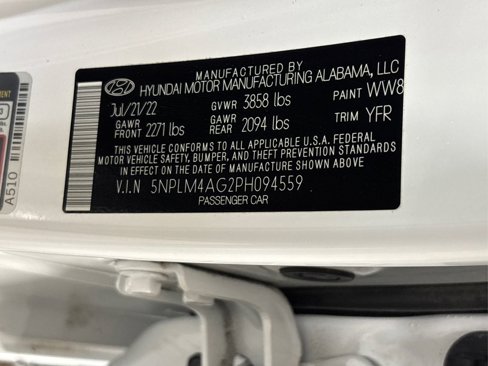 MANUFACTURED BY
HYUNDAI MOTOR MANUFACTURING ALABAMA, LLC
Jul/21/22 GVWR 3858 lbs PAINT WW8
GAWR FRONT 2271 lbs GAWR REAR 2094 lbs TRIM YFR
THIS VEHICLE CONFORMS TO ALL APPLICABLE U.S.A. FEDERAL
MOTOR VEHICLE SAFETY, BUMPER, AND THEFT PREVENTION STANDARDS
IN EFFECT ON THE DATE OF MANUFACTURE SHOWN ABOVE.
V.I.N 5NPLM4AG2PH094559
PASSENGER CAR
A510